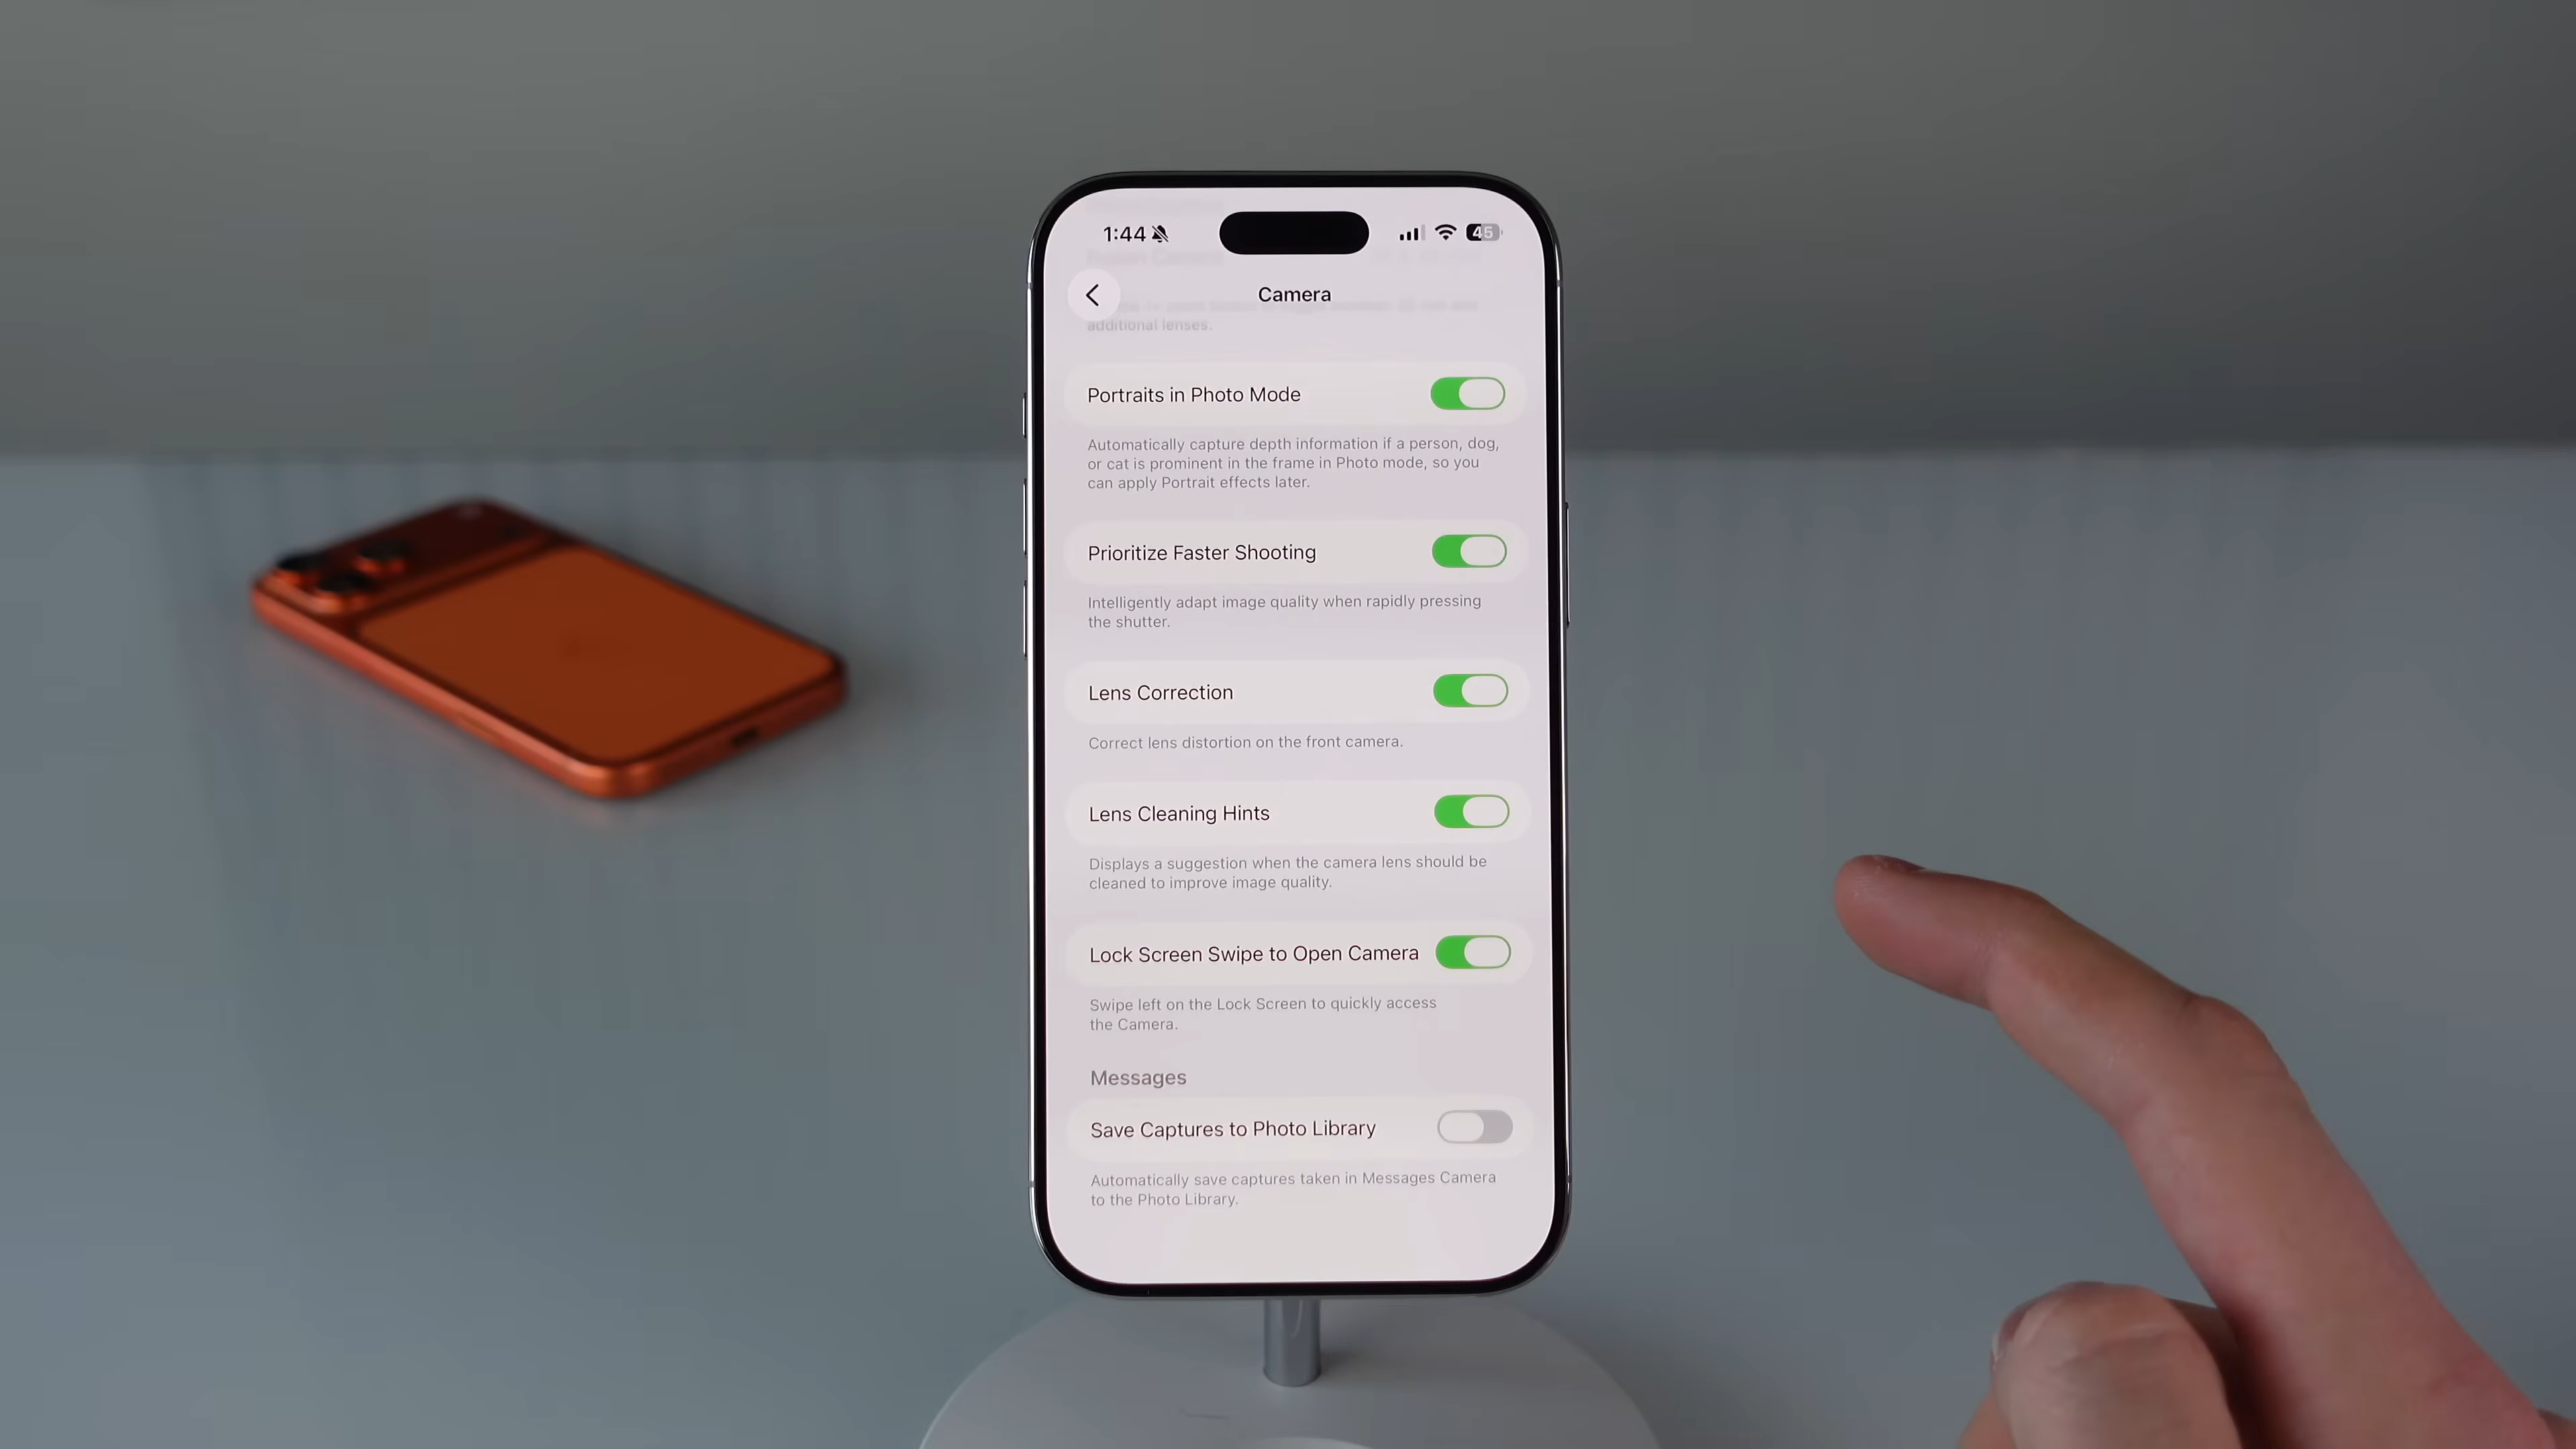 1:44
45
Camera
additional lenses.
Portraits in Photo Mode
Automatically capture depth information if a person, dog,
or cat is prominent in the frame in Photo mode, so you
can apply Portrait effects later.
Prioritize Faster Shooting
Intelligently adapt image quality when rapidly pressing
the shutter.
Lens Correction
Correct lens distortion on the front camera.
Lens Cleaning Hints
Displays a suggestion when the camera lens should be
cleaned to improve image quality.
Lock Screen Swipe to Open Camera
Swipe left on the Lock Screen to quickly access
the Camera.
Messages
Save Captures to Photo Library
Automatically save captures taken in Messages Camera
to the Photo Library.